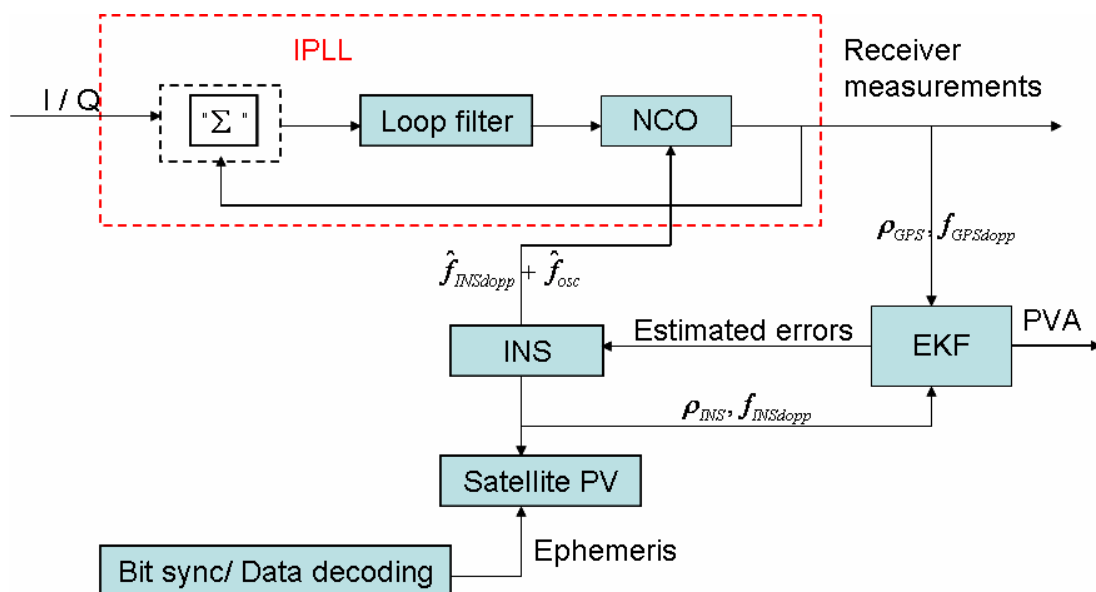 IPLL
Receiver
measurements
I / Q
"Σ "
Loop filter
NCO
ρ_GPS, f_GPSdopp
f̂_INSdopp + f̂_osc
Estimated errors
PVA
INS
EKF
ρ_INS, f_INSdopp
Satellite PV
Ephemeris
Bit sync/ Data decoding